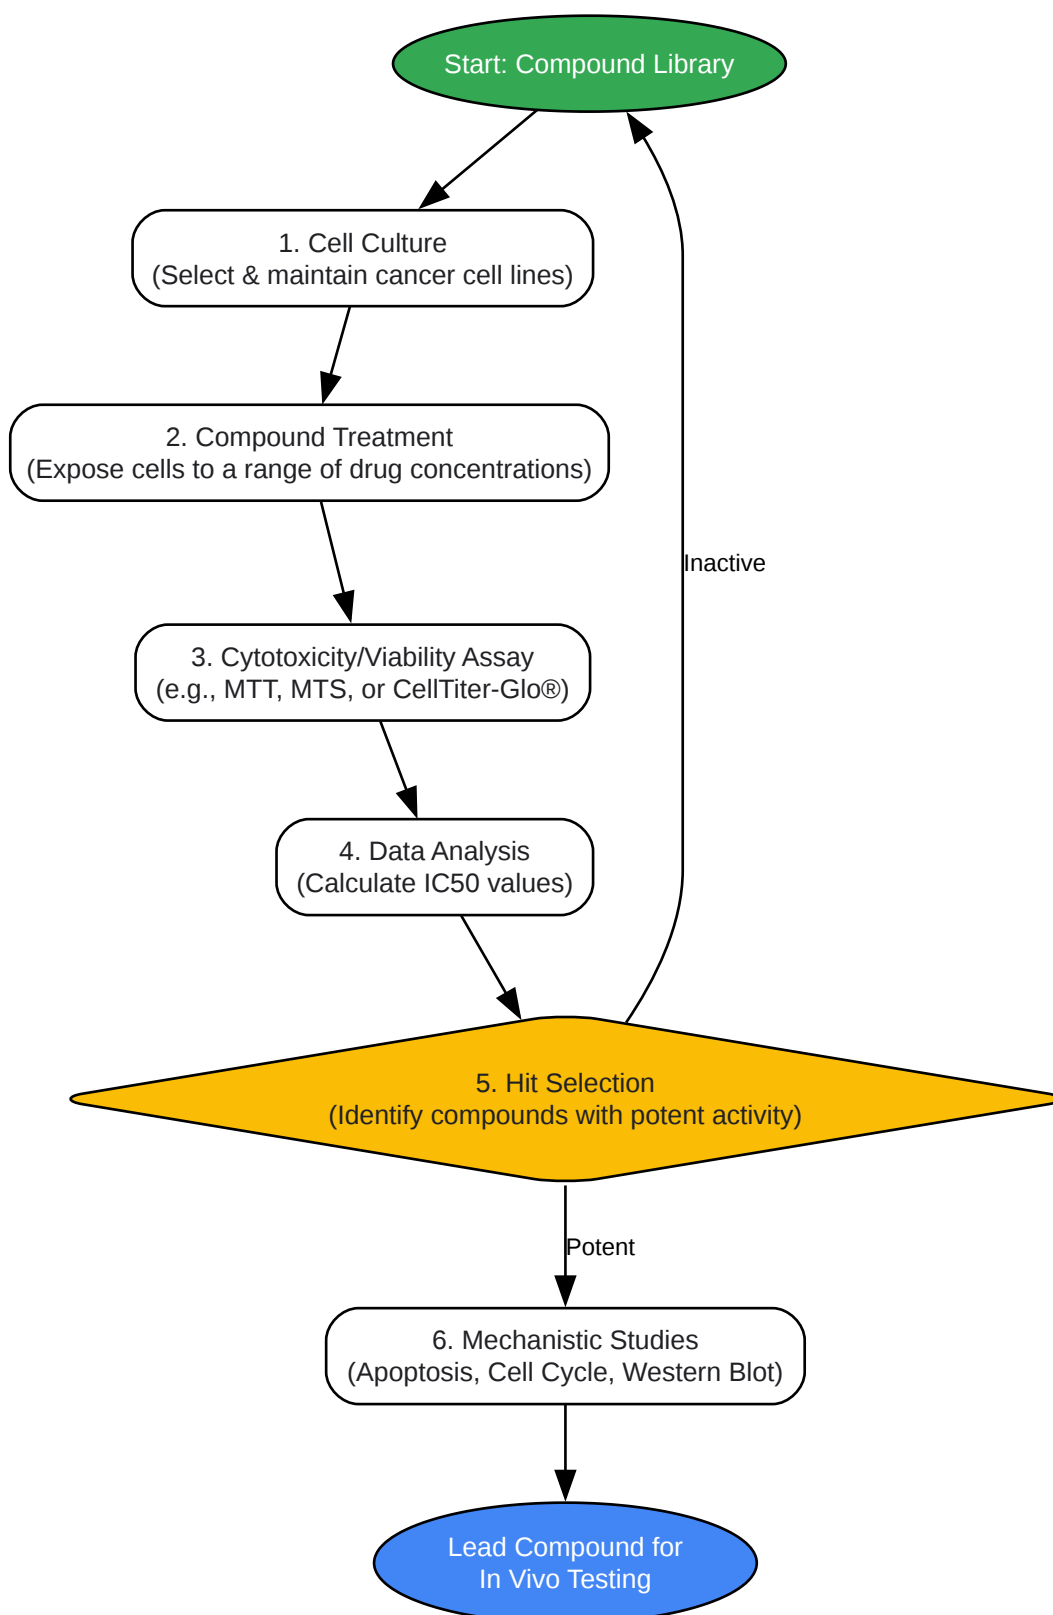 Start: Compound Library
1. Cell Culture
(Select & maintain cancer cell lines)
2. Compound Treatment
(Expose cells to a range of drug concentrations)
Inactive
3. Cytotoxicity/Viability Assay
(e.g., MTT, MTS, or CellTiter-Glo®)
4. Data Analysis
(Calculate IC50 values)
5. Hit Selection
(Identify compounds with potent activity)
Potent
6. Mechanistic Studies
(Apoptosis, Cell Cycle, Western Blot)
Lead Compound for
In Vivo Testing